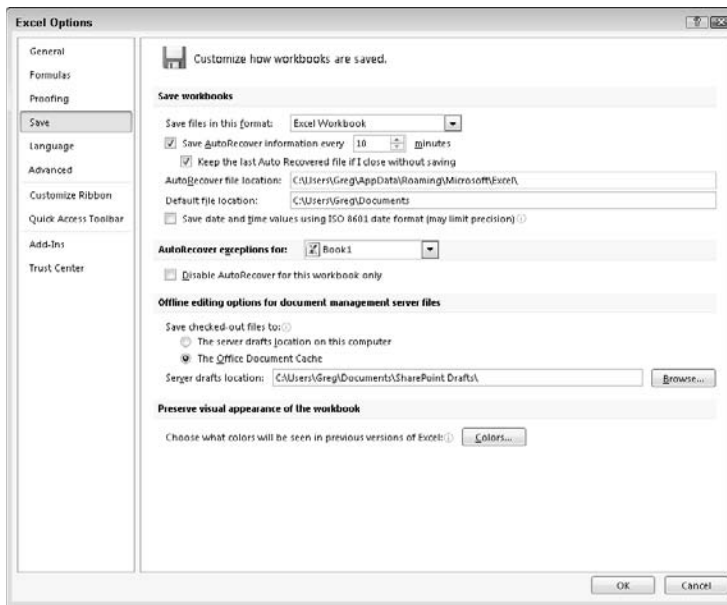 Excel Options
General
Formulas
Proofing
Save
Language
Advanced
Customize Ribbon
Quick Access Toolbar
Add-Ins
Trust Center
Customize how workbooks are saved.
Save workbooks
Save files in this format: Excel Workbook
Save AutoRecover information every 10 minutes
Keep the last Auto Recovered file if I close without saving
AutoRecover file location: C:\Users\Greg\AppData\Roaming\Microsoft\Excel\
Default file location: C:\Users\Greg\Documents
Save date and time values using ISO 8601 date format (may limit precision)
AutoRecover exceptions for: Book1
Disable AutoRecover for this workbook only
Offline editing options for document management server files
Save checked-out files to:
The server drafts location on this computer
The Office Document Cache
Server drafts location: C:\Users\Greg\Documents\SharePoint Drafts\ Browse...
Preserve visual appearance of the workbook
Choose what colors will be seen in previous versions of Excel: Colors...
OK Cancel